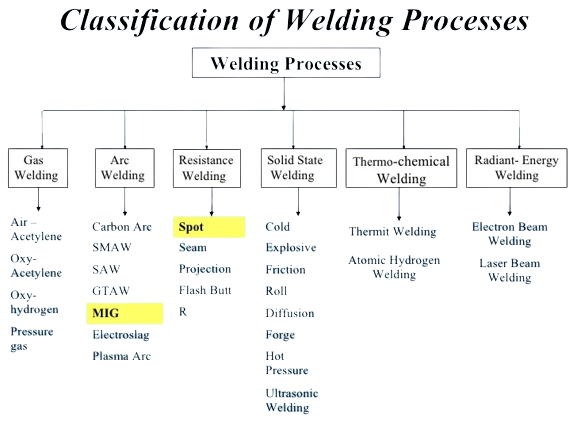 Classification of Welding Processes
Welding Processes
Gas
Welding
Air –
Acetylene
Oxy-
Acetylene
Oxy-
hydrogen
Pressure
gas
Arc
Welding
Carbon Arc
SMAW
SAW
GTAW
MIG
Electroslag
Plasma Arc
Resistance
Welding
Spot
Seam
Projection
Flash Butt
R
Solid State
Welding
Cold
Explosive
Friction
Roll
Diffusion
Forge
Hot
Pressure
Ultrasonic
Welding
Thermo-chemical
Welding
Thermit Welding
Atomic Hydrogen
Welding
Radiant- Energy
Welding
Electron Beam
Welding
Laser Beam
Welding